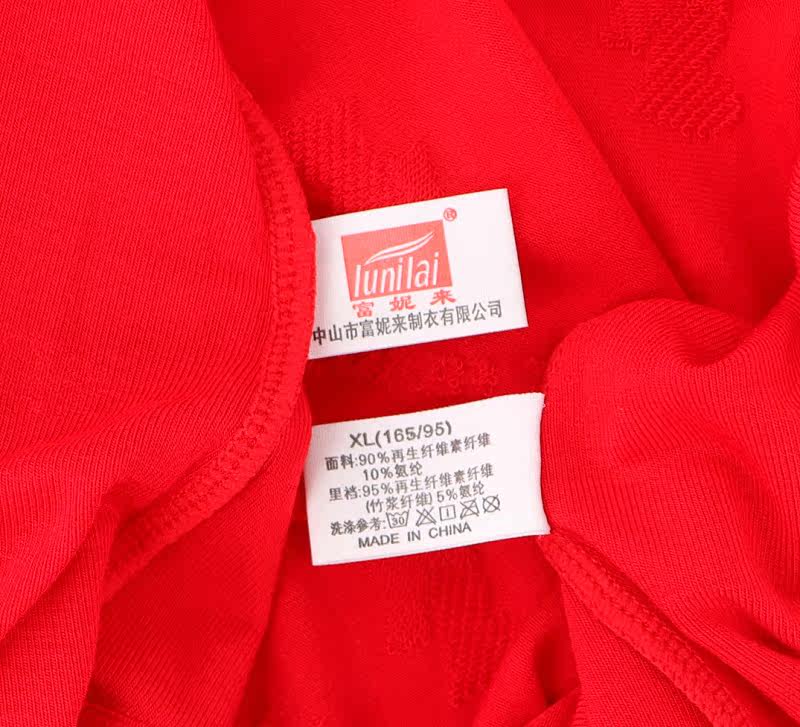 ®
lunilai
富妮来
中山市富妮来制衣有限公司
XL(165/95)
面料:90%再生纤维素纤维
10%氨纶
里裆:95%再生纤维素纤维
(竹浆纤维)5%氨纶
洗涤参考:30
MADE IN CHINA